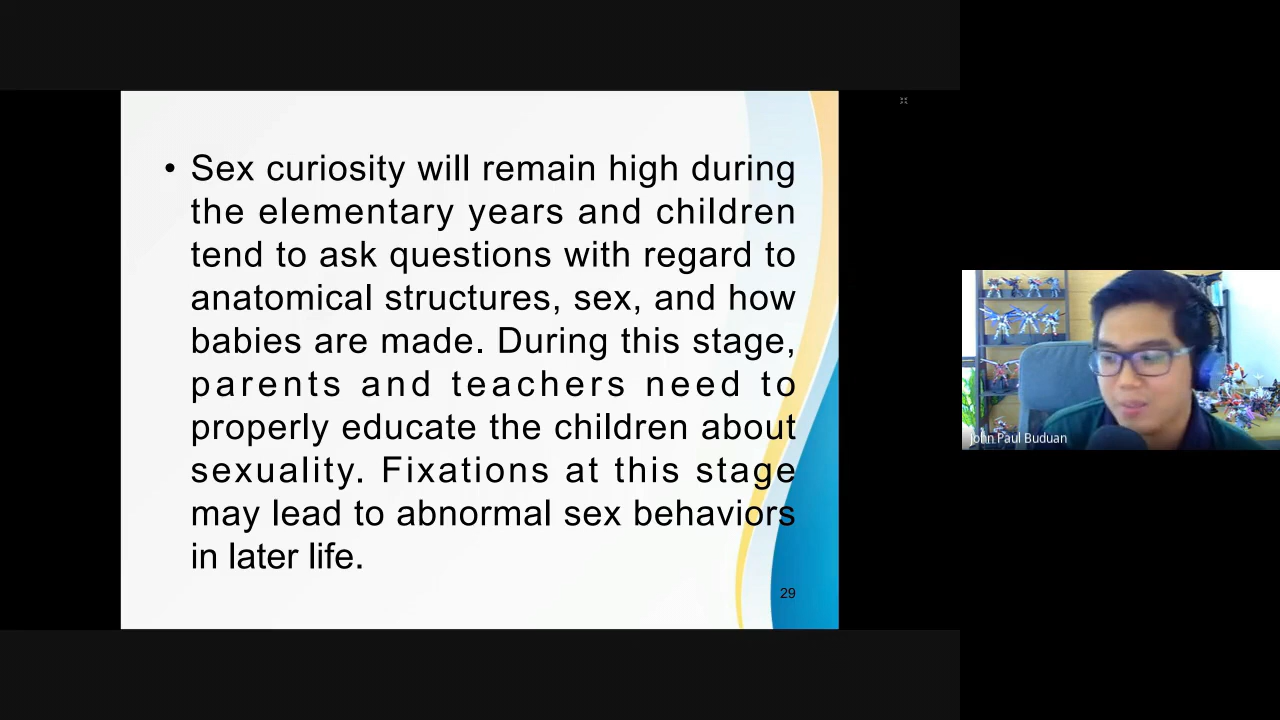 • Sex curiosity will remain high during
the elementary years and children
tend to ask questions with regard to
anatomical structures, sex, and how
babies are made. During this stage,
parents and teachers need to
properly educate the children about
sexuality. Fixations at this stage
may lead to abnormal sex behaviors
in later life.
29
John Paul Buduan